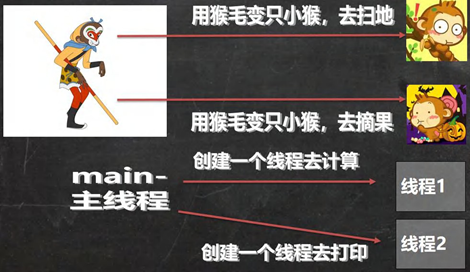 用猴毛变只小猴，去扫地
用猴毛变只小猴，去摘果
创建一个线程去计算
main-
主线程
线程1
线程2
创建一个线程去打印